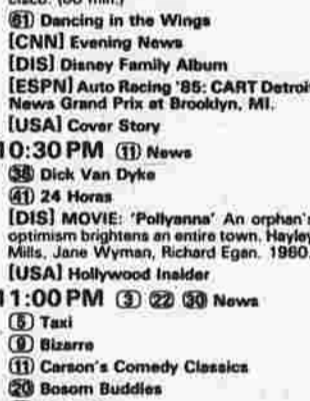 (61) Dancing in the Wings
[CNN] Evening News
[DIS] Disney Family Album
[ESPN] Auto Racing '85: CART Detroit
News Grand Prix at Brooklyn, MI.
[USA] Cover Story
10:30 PM (11) News
(38) Dick Van Dyke
(41) 24 Horas
[DIS] MOVIE: 'Pollyanna' An orphan's
optimism brightens an entire town. Hayley
Mills, Jane Wyman, Richard Egan. 1960.
[USA] Hollywood Insider
11:00 PM (3) (22) (30) News
(5) Taxi
(9) Bizarre
(11) Carson's Comedy Classics
(20) Bosom Buddies